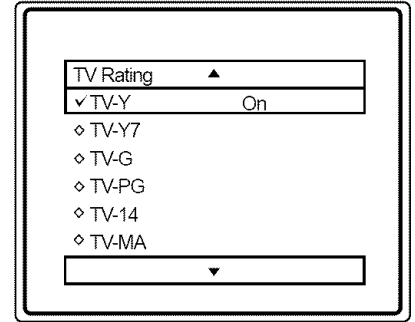 TV Rating ▲
✓TV-Y On
◇ TV-Y7
◇ TV-G
◇ TV-PG
◇ TV-14
◇ TV-MA
▼